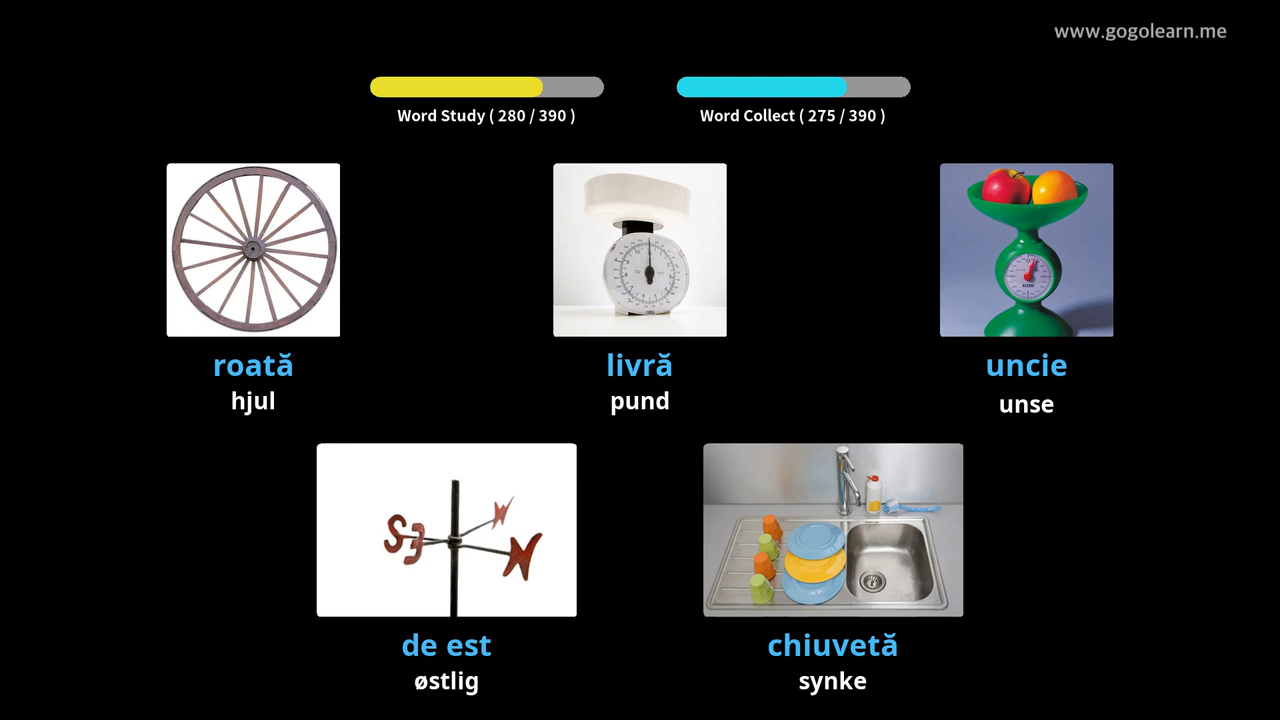 www.gogolearn.me
Word Study ( 280 / 390 )
Word Collect ( 275 / 390 )
roată
livră
uncie
hjul
pund
unse
S
E
N
de est
chiuvetă
østlig
synke